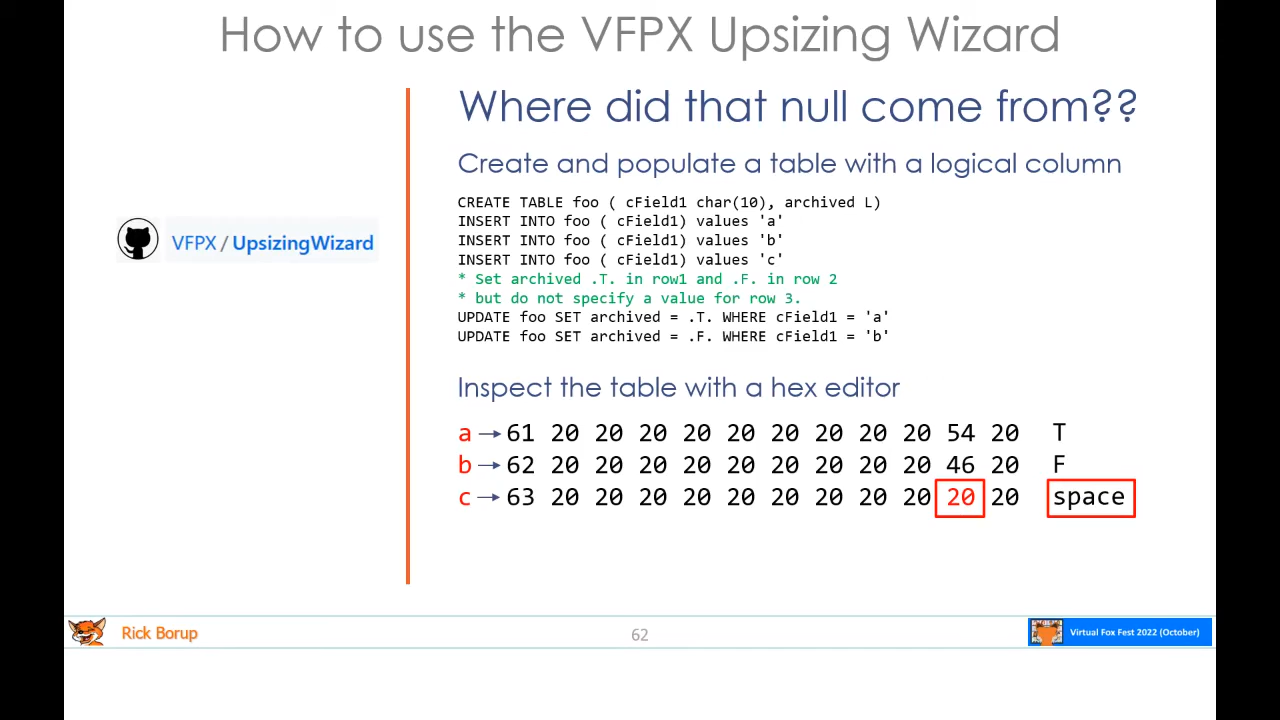 How to use the VFPX Upsizing Wizard
Where did that null come from??
Create and populate a table with a logical column
CREATE TABLE foo ( cField1 char(10), archived L)
INSERT INTO foo ( cField1) values 'a'
INSERT INTO foo ( cField1) values 'b'
INSERT INTO foo ( cField1) values 'c'
* Set archived .T. in row1 and .F. in row 2
* but do not specify a value for row 3.
UPDATE foo SET archived = .T. WHERE cField1 = 'a'
UPDATE foo SET archived = .F. WHERE cField1 = 'b'
VFPX / UpsizingWizard
Inspect the table with a hex editor
a → 61 20 20 20 20 20 20 20 20 20 54 20 T
b → 62 20 20 20 20 20 20 20 20 20 46 20 F
c → 63 20 20 20 20 20 20 20 20 20 20 20 space
Rick Borup
62
Virtual Fox Fest 2022 (October)